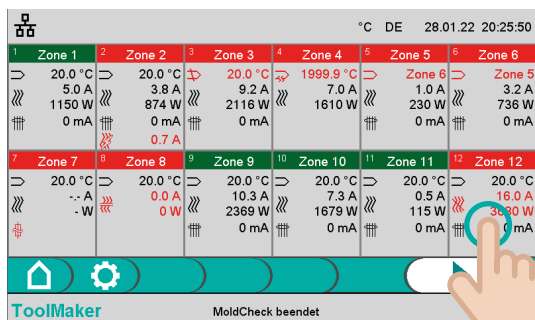 °C DE 28.01.22 20:25:50
1 Zone 1 2 Zone 2 3 Zone 3 4 Zone 4 5 Zone 5 6 Zone 6
20.0 °C 20.0 °C 20.0 °C 1999.9 °C Zone 6 Zone 5
5.0 A 3.8 A 9.2 A 7.0 A 1.0 A 3.2 A
1150 W 874 W 2116 W 1610 W 230 W 736 W
0 mA 0 mA 0 mA 0 mA 0 mA 0 mA
0.7 A
7 Zone 7 8 Zone 8 9 Zone 9 10 Zone 10 11 Zone 11 12 Zone 12
20.0 °C 20.0 °C 20.0 °C 20.0 °C 20.0 °C 20.0 °C
-.- A 0.0 A 10.3 A 7.3 A 0.5 A 16.0 A
- W 0 W 2369 W 1679 W 115 W W
0 mA 0 mA 0 mA 0 mA
ToolMaker MoldCheck beendet